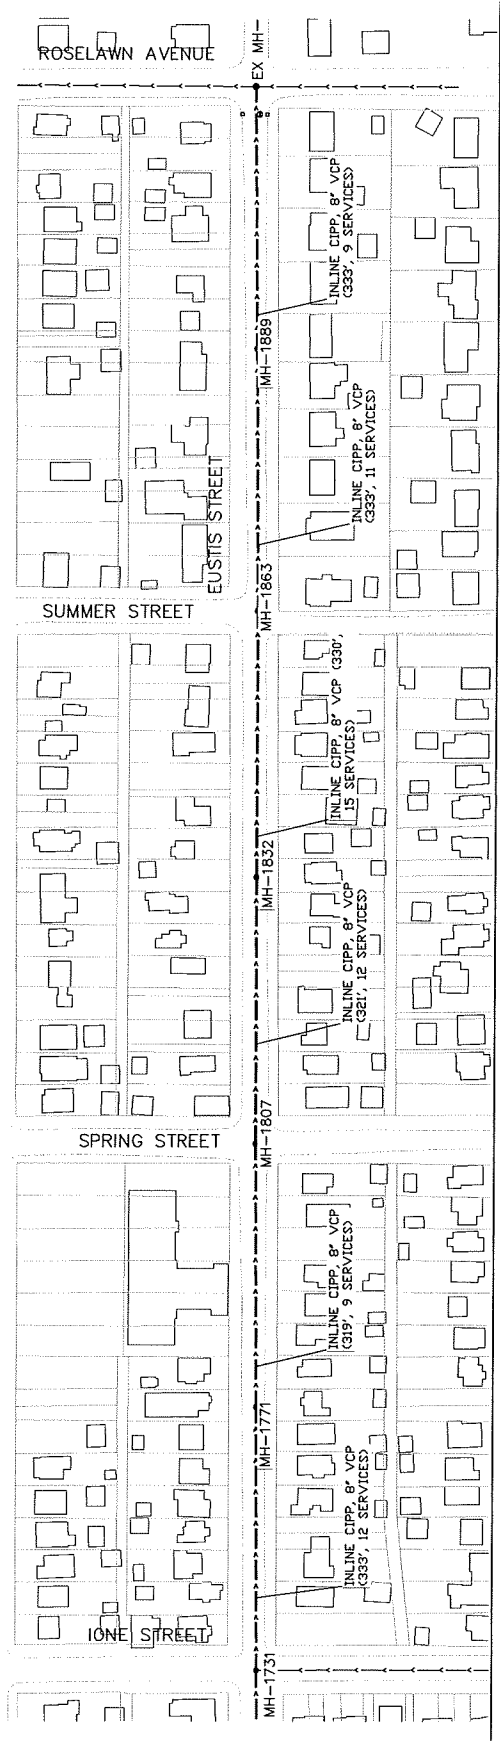 ROSELAWN AVENUE
EX MH-
INLINE CIPP, 8" VCP
(333', 9 SERVICES)
MH-1889
INLINE CIPP, 8" VCP
(333', 11 SERVICES)
EUSTIS STREET
MH-1863
SUMMER STREET
INLINE CIPP, 8" VCP (330',
15 SERVICES)
MH-1832
INLINE CIPP, 8" VCP
(321', 12 SERVICES)
MH-1807
SPRING STREET
INLINE CIPP, 8" VCP
(319', 9 SERVICES)
MH-1771
INLINE CIPP, 8" VCP
(333', 12 SERVICES)
IONE STREET
MH-1731